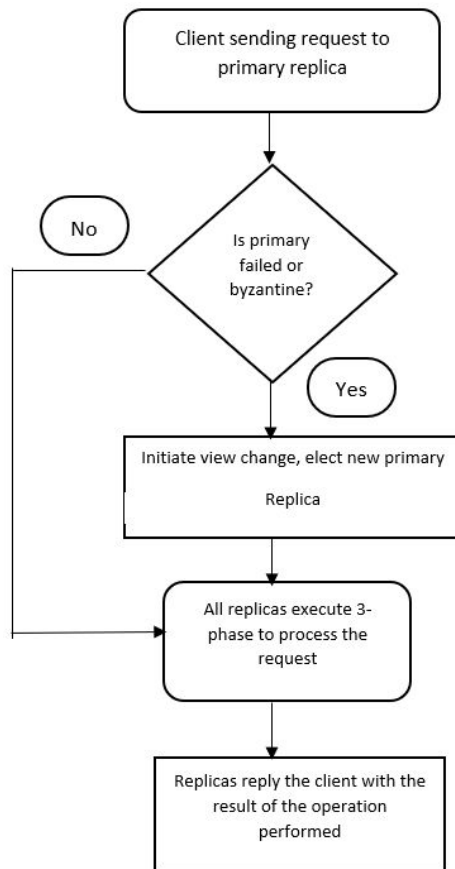 Client sending request to
primary replica
No
Is primary
failed or
byzantine?
Yes
Initiate view change, elect new primary
Replica
All replicas execute 3-
phase to process the
request
Replicas reply the client with the
result of the operation
performed